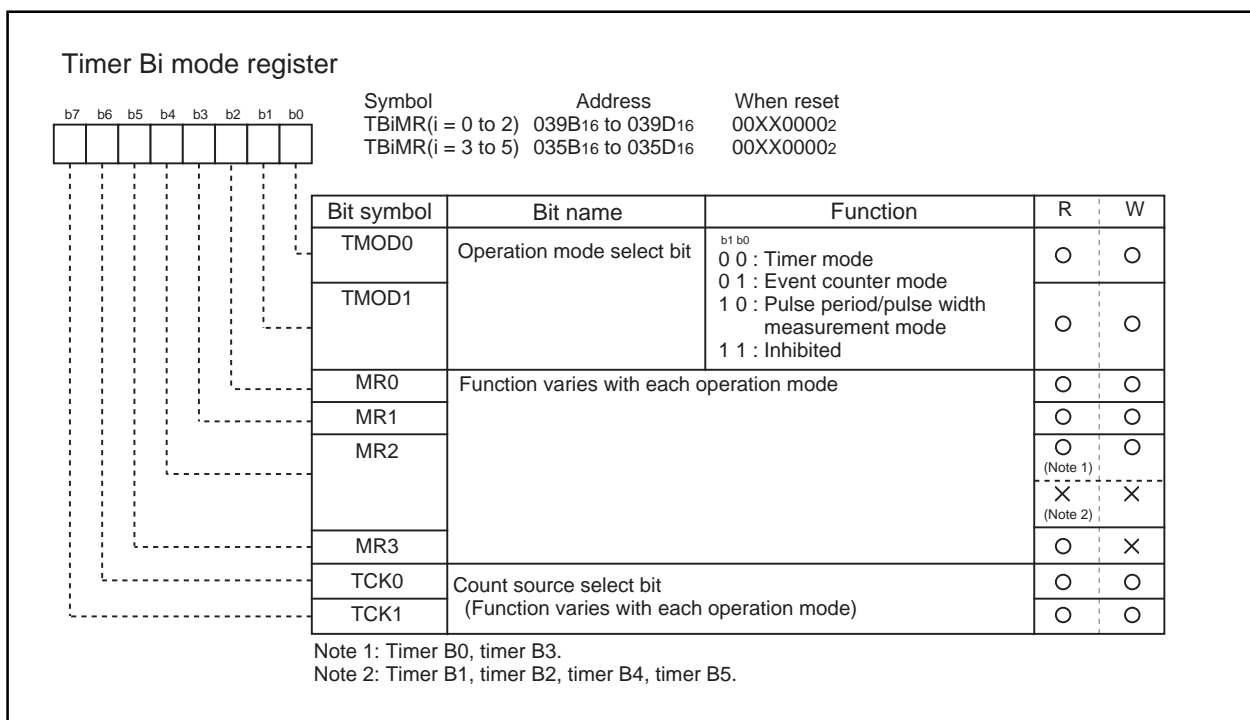 Timer Bi mode register
Symbol Address When reset
b7 b6 b5 b4 b3 b2 b1 b0
TBiMR(i = 0 to 2) 039B16 to 039D16 00XX00002
TBiMR(i = 3 to 5) 035B16 to 035D16 00XX00002
Bit symbol Bit name Function R W
TMOD0 Operation mode select bit b1 b0
0 0 : Timer mode
0 1 : Event counter mode
TMOD1 1 0 : Pulse period/pulse width
measurement mode
1 1 : Inhibited
MR0 Function varies with each operation mode
MR1
MR2
(Note 1)
(Note 2)
MR3
TCK0 Count source select bit
TCK1 (Function varies with each operation mode)
Note 1: Timer B0, timer B3.
Note 2: Timer B1, timer B2, timer B4, timer B5.